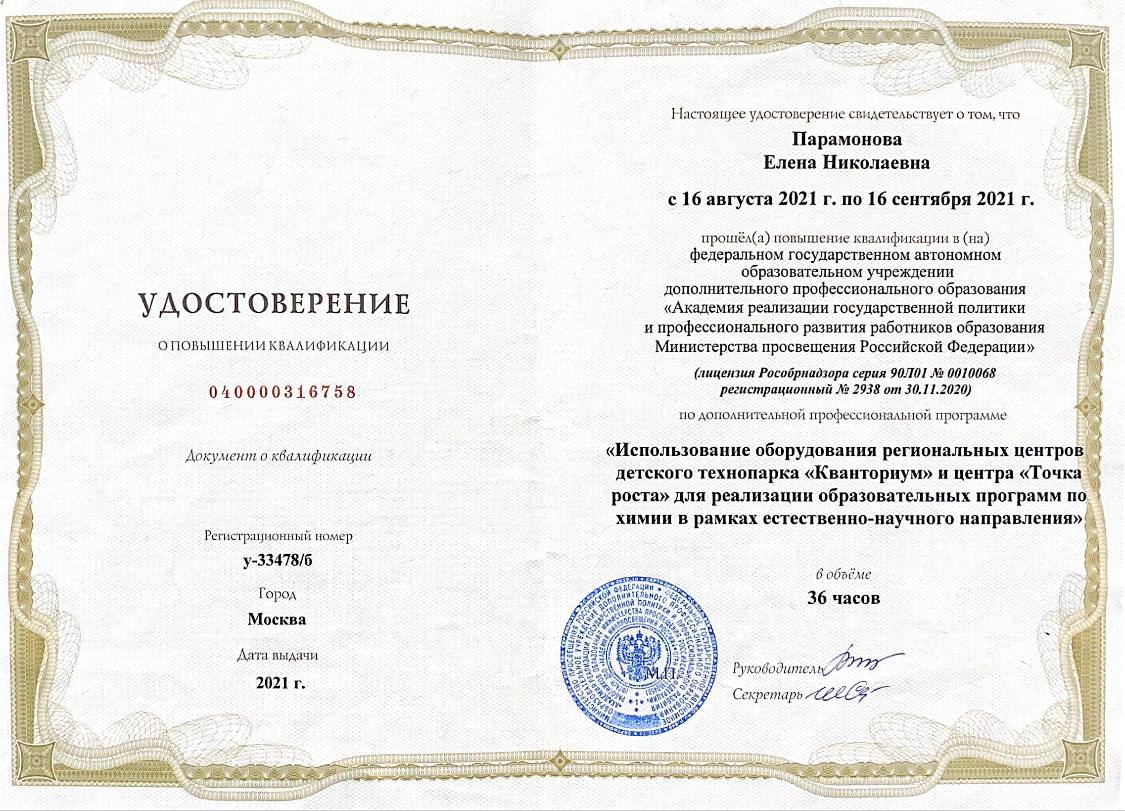 УДОСТОВЕРЕНИЕ
О ПОВЫШЕНИИ КВАЛИФИКАЦИИ
040000316758
Документ о квалификации
Регистрационный номер
у-33478/б
Город
Москва
Дата выдачи
2021 г.
Настоящее удостоверение свидетельствует о том, что
Парамонова
Елена Николаевна
с 16 августа 2021 г. по 16 сентября 2021 г.
прошёл(а) повышение квалификации в (на)
федеральном государственном автономном
образовательном учреждении
дополнительного профессионального образования
«Академия реализации государственной политики
и профессионального развития работников образования
Министерства просвещения Российской Федерации»
(лицензия Рособрнадзора серия 90Л01 № 0010068
регистрационный № 2938 от 30.11.2020)
по дополнительной профессиональной программе
«Использование оборудования региональных центров
детского технопарка «Кванториум» и центра «Точка
роста» для реализации образовательных программ по
химии в рамках естественно-научного направления»
в объёме
36 часов
М.П.
Руководитель
Секретарь